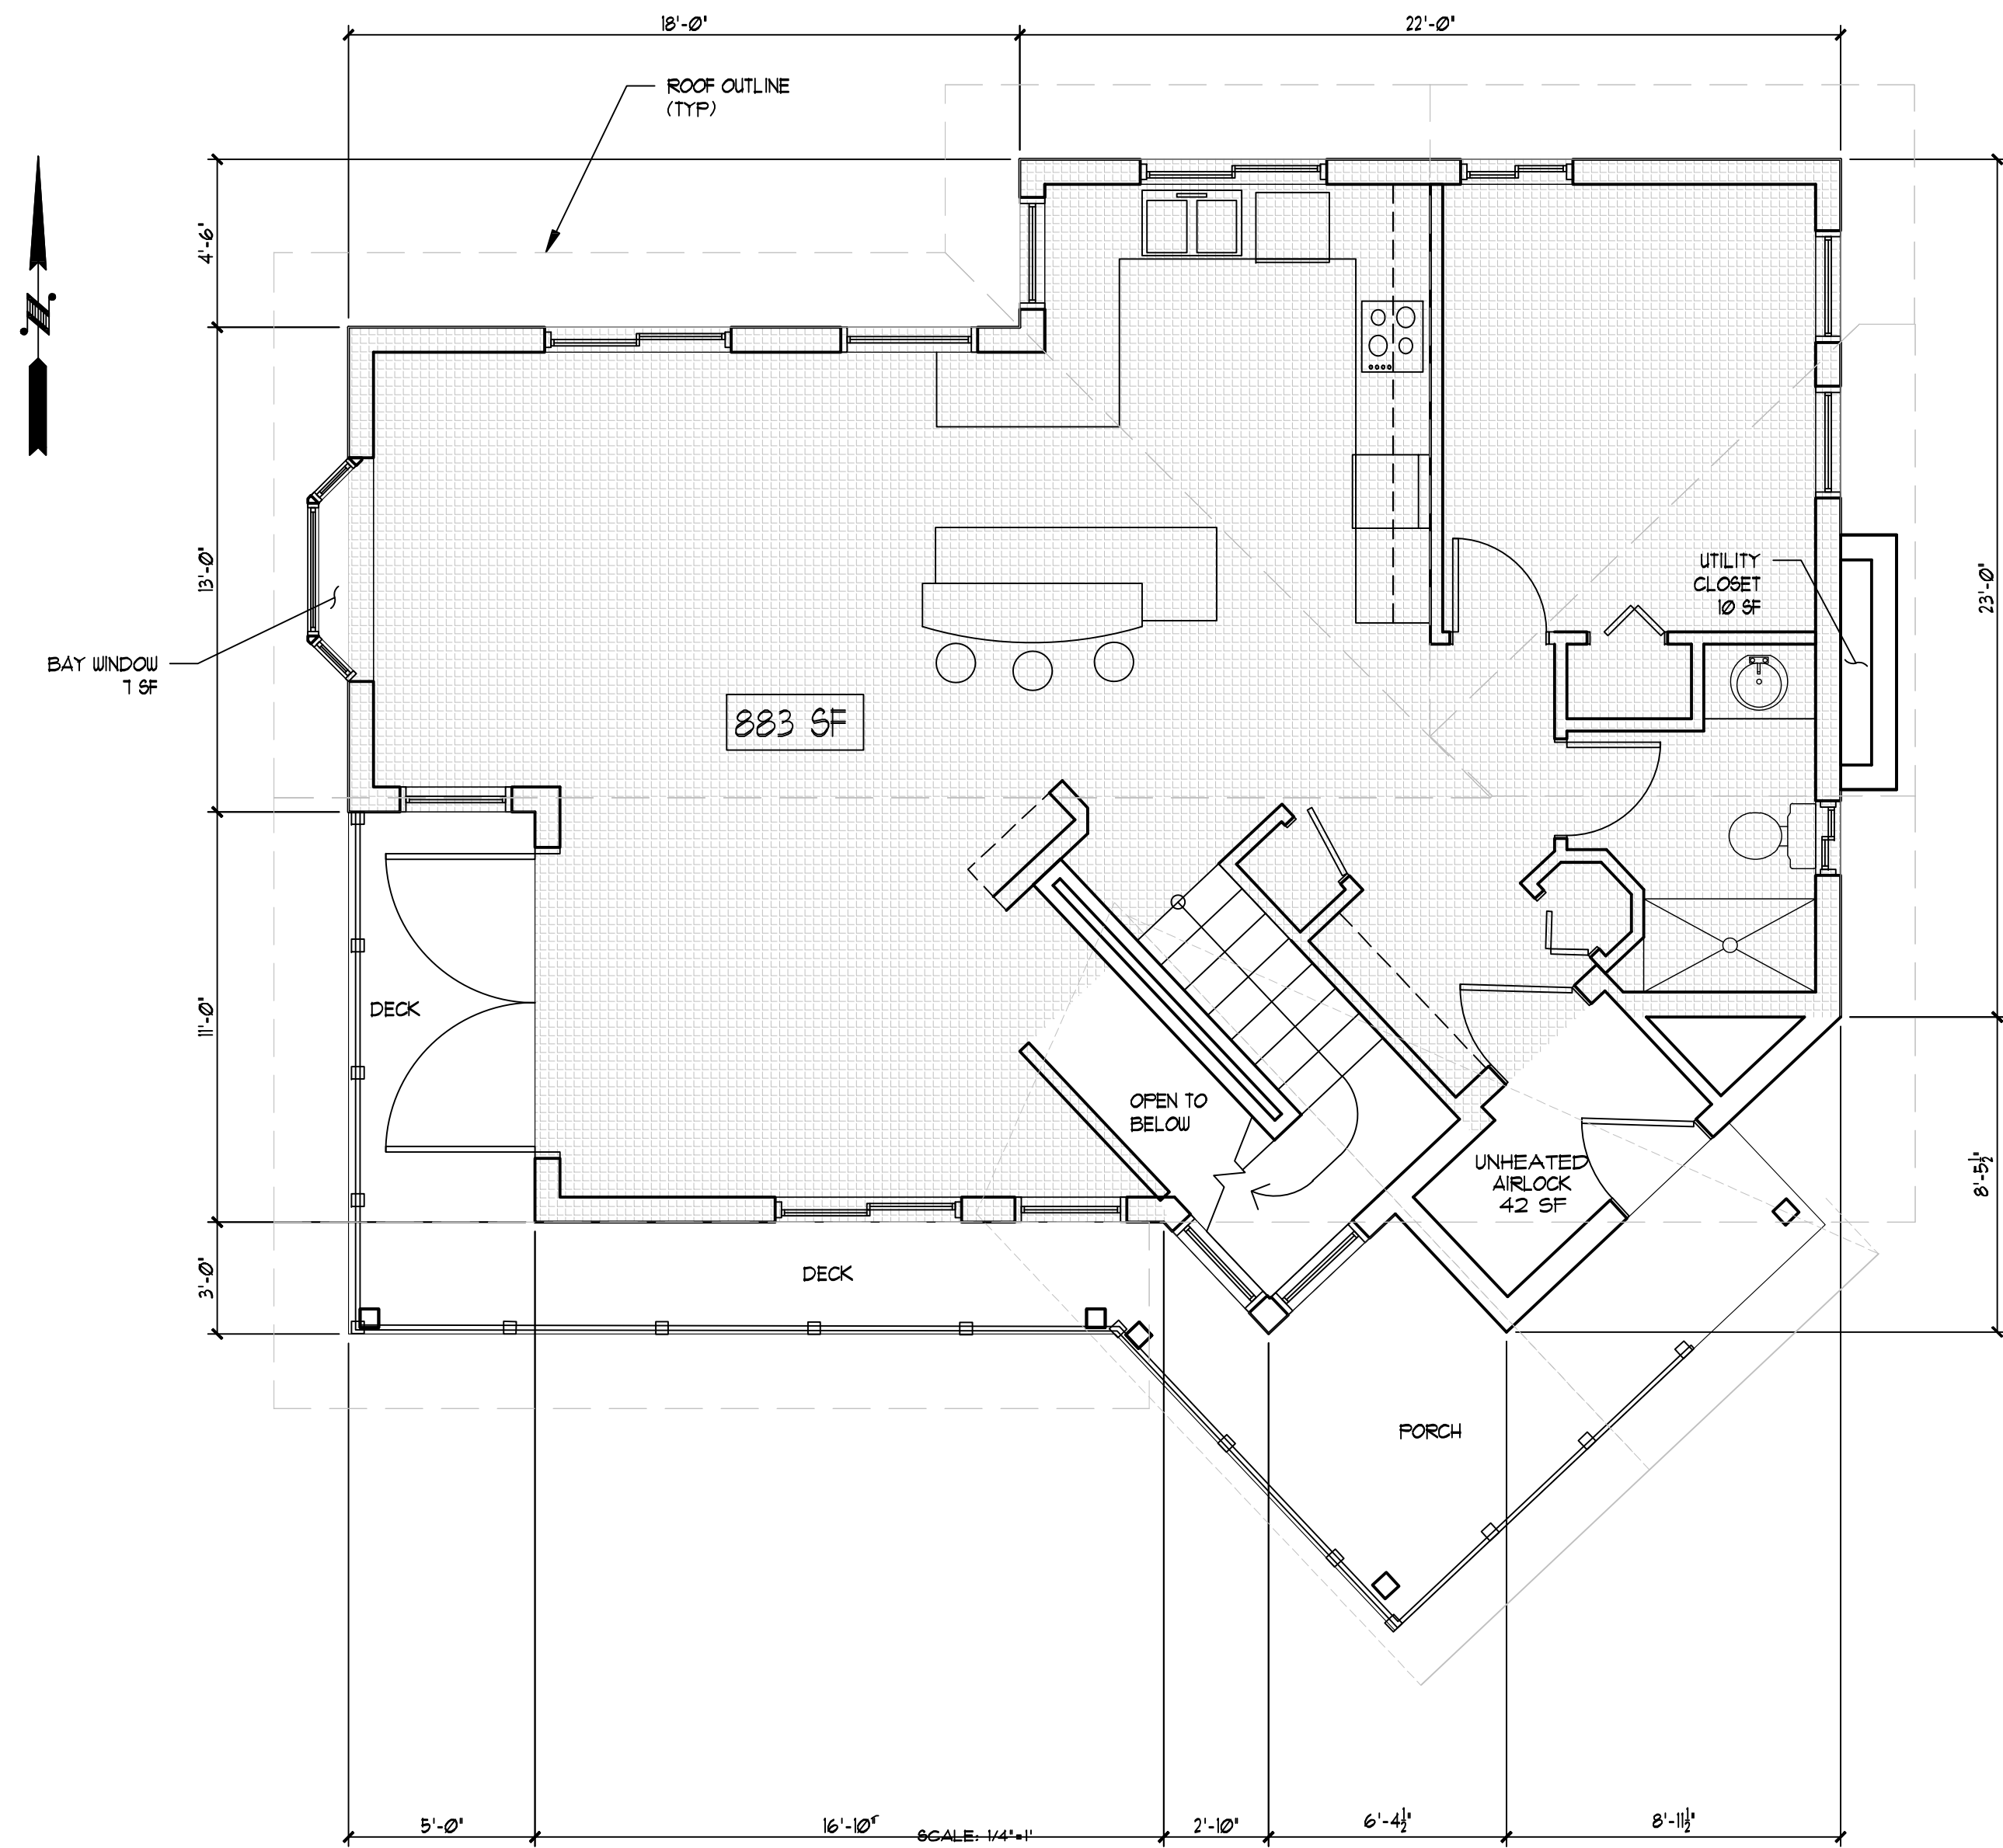 18'-0"
22'-0"
ROOF OUTLINE
(TYP)
4'-6"
N
13'-0"
23'-0"
UTILITY
CLOSET
10 SF
BAY WINDOW
7 SF
883 SF
11'-0"
DECK
OPEN TO
BELOW
UNHEATED
AIRLOCK
42 SF
8'-5½"
3'-0"
DECK
PORCH
5'-0"
16'-10"
2'-10"
6'-4½"
8'-11½"
SCALE: 1/4"=1'